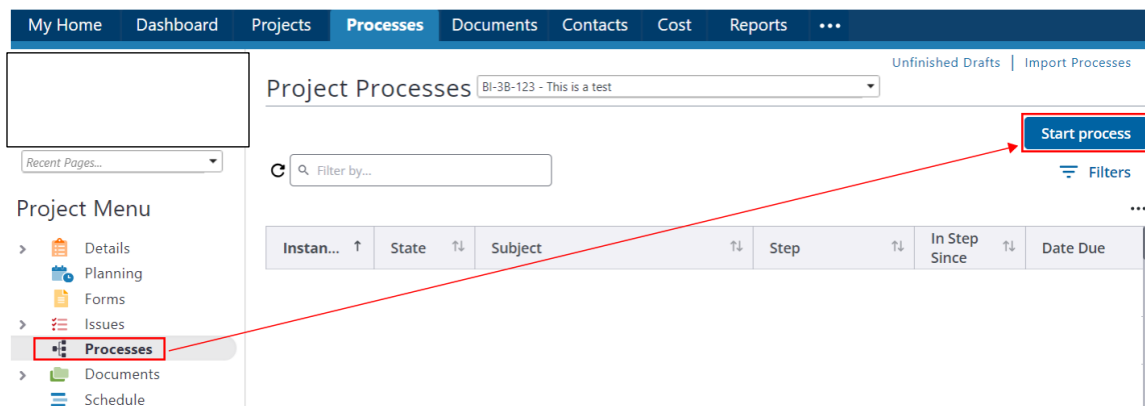 My Home Dashboard Projects Processes Documents Contacts Cost Reports •••
Unfinished Drafts | Import Processes
Project Processes BI-3B-123 - This is a test
Start process
Recent Pages...
Filter by...
Filters
Project Menu
•••
Instan... ↑ State ↑↓ Subject ↑↓ Step ↑↓ In Step Since ↑↓ Date Due
Details
Planning
Forms
Issues
Processes
Documents
Schedule